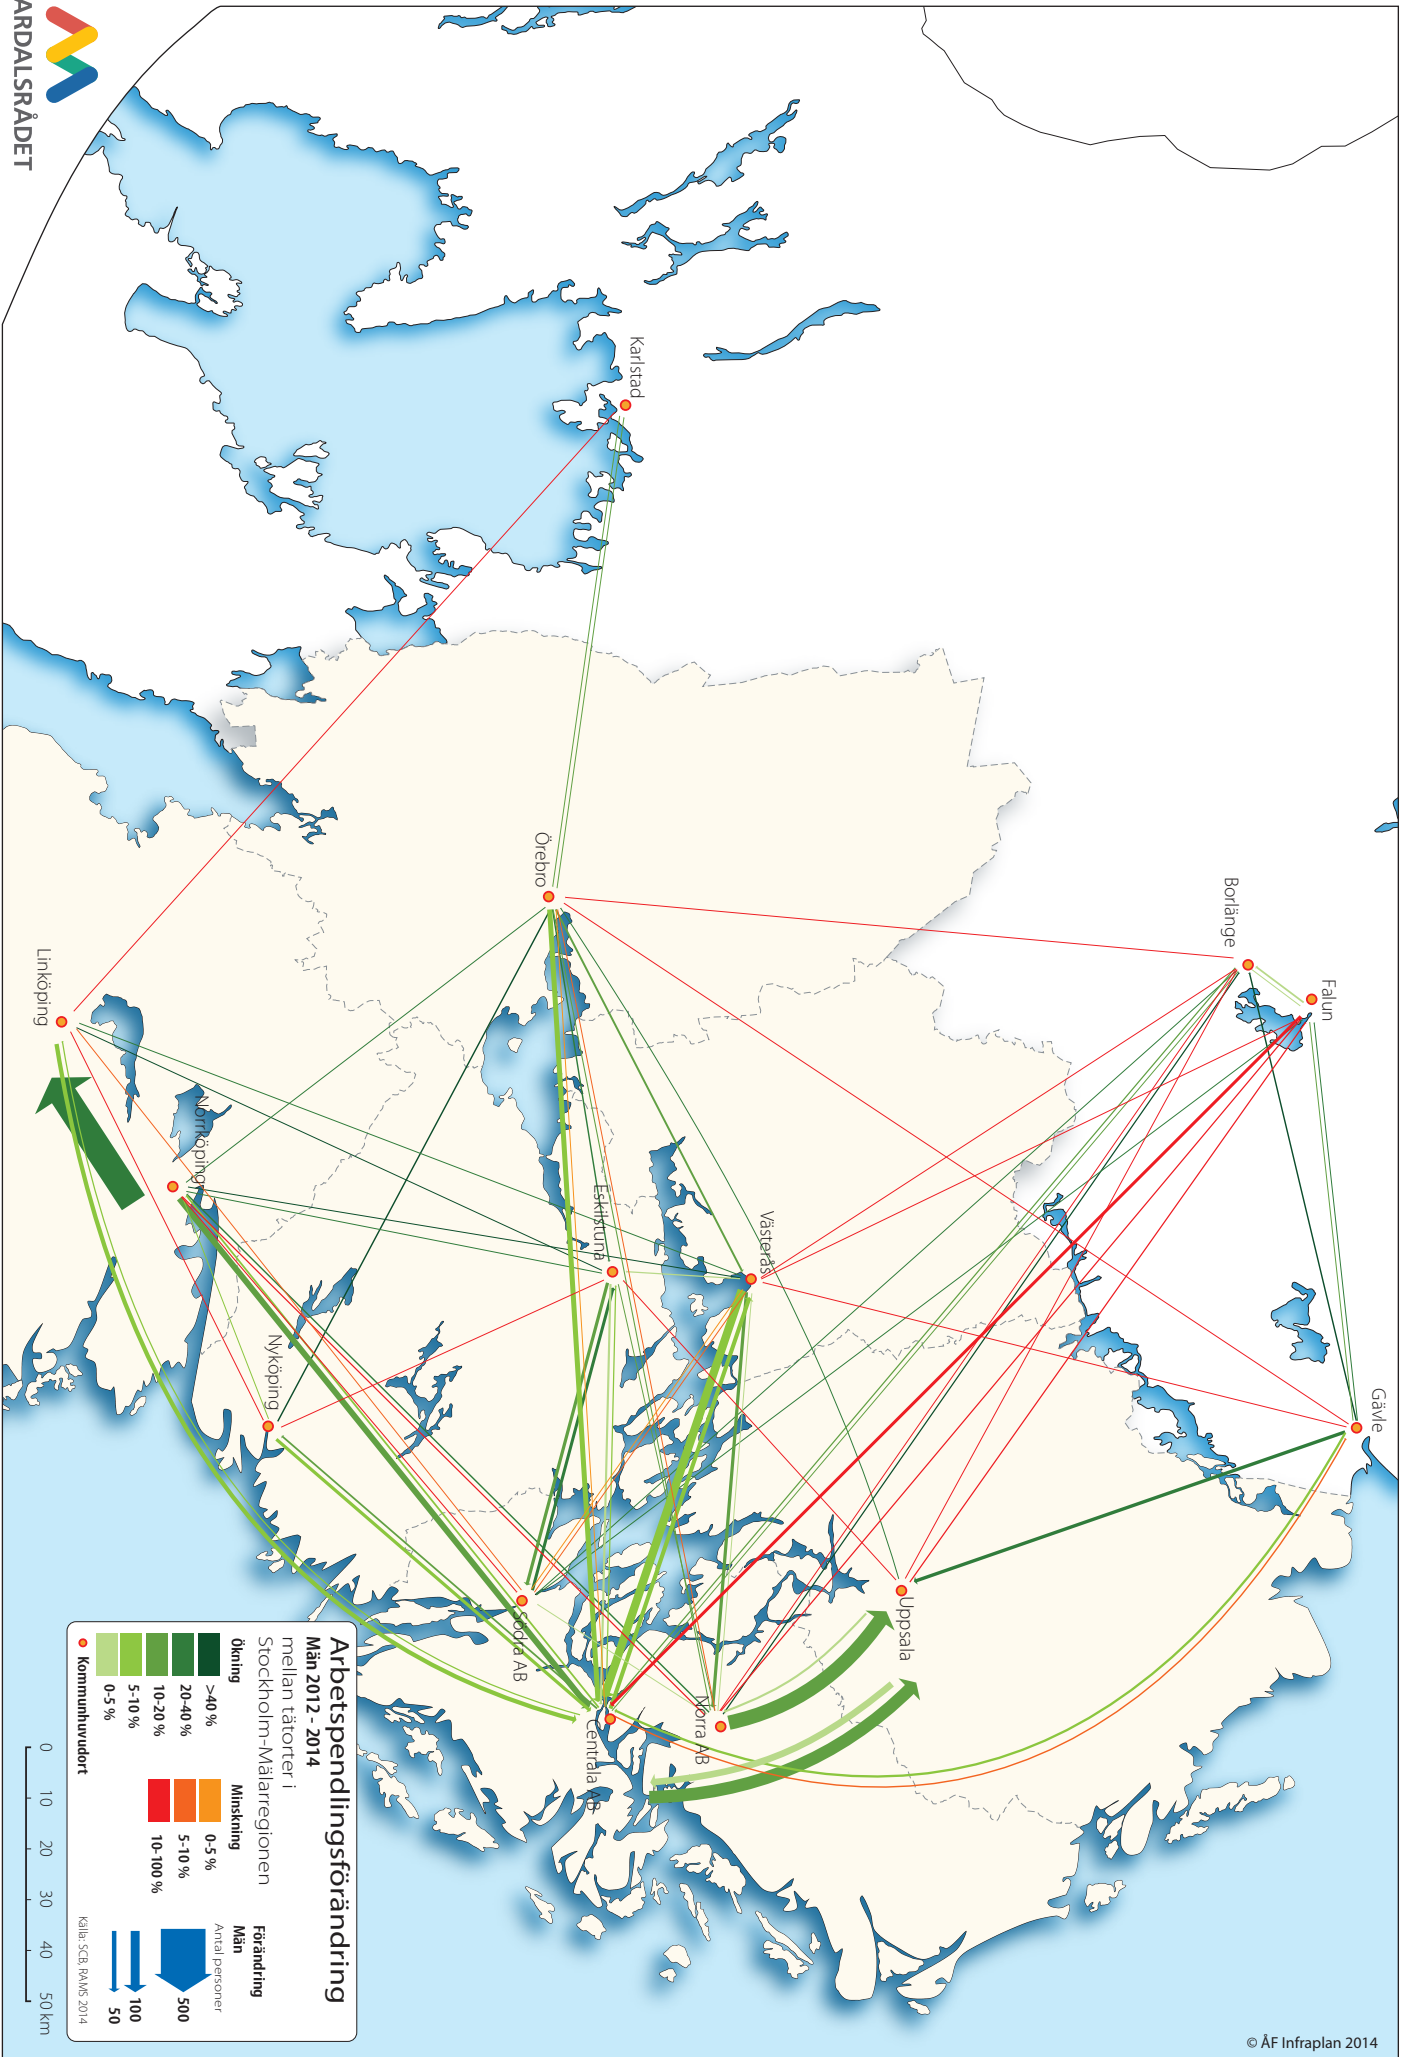 ARDALSRÅDET
Karlstad
Örebro
Borlänge
Falun
Linköping
Norrköping
Eskilstuna
Västerås
Nyköping
Gävle
Södra AB
Uppsala
Norra AB
Centrala AB
Arbetspendlingsförändring
Män 2012 - 2014
mellan tätorter i
Stockholm-Mälarregionen
Ökning
>40 %
20-40 %
10-20 %
5-10 %
0-5 %
Kommunhuvudort
Minskning
0-5 %
5-10 %
10-100 %
Förändring
Män
Antal personer
500
100
50
Källa: SCB, RAMS 2014
0 10 20 30 40 50 km
© ÅF Infraplan 2014